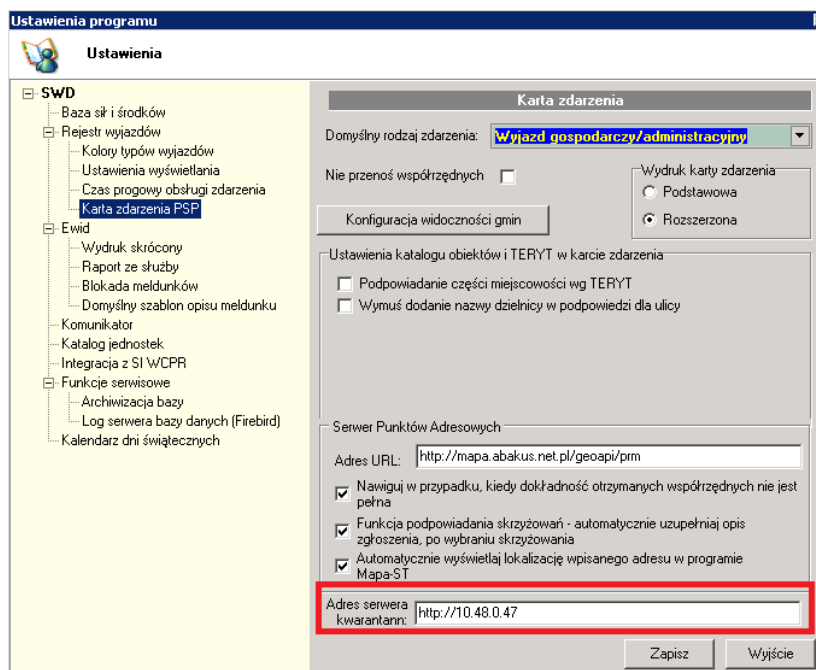 Ustawienia programu
Ustawienia
SWD
Baza sił i środków
Rejestr wyjazdów
Kolory typów wyjazdów
Ustawienia wyświetlania
Czas progowy obsługi zdarzenia
Karta zdarzenia PSP
Ewid
Wydruk skrócony
Raport ze służby
Blokada meldunków
Domyślny szablon opisu meldunku
Komunikator
Katalog jednostek
Integracja z SI WCPR
Funkcje serwisowe
Archiwizacja bazy
Log serwera bazy danych (Firebird)
Kalendarz dni świątecznych
Karta zdarzenia
Domyślny rodzaj zdarzenia: Wyjazd gospodarczy/administracyjny
Nie przenoś współrzędnych
Wydruk karty zdarzenia
Podstawowa
Rozszerzona
Konfiguracja widoczności gmin
Ustawienia katalogu obiektów i TERYT w karcie zdarzenia
Podpowiadanie części miejscowości wg TERYT
Wymuś dodanie nazwy dzielnicy w podpowiedzi dla ulicy
Serwer Punktów Adresowych
Adres URL: http://mapa.abakus.net.pl/geoapi/prm
Nawiguj w przypadku, kiedy dokładność otrzymanych współrzędnych nie jest
pełna
Funkcja podpowiadania skrzyżowań - automatycznie uzupełniaj opis
zgłoszenia, po wybraniu skrzyżowania
Automatycznie wyświetlaj lokalizację wpisanego adresu w programie
Mapa-ST
Adres serwera
kwarantann: http://10.48.0.47
Zapisz
Wyjście